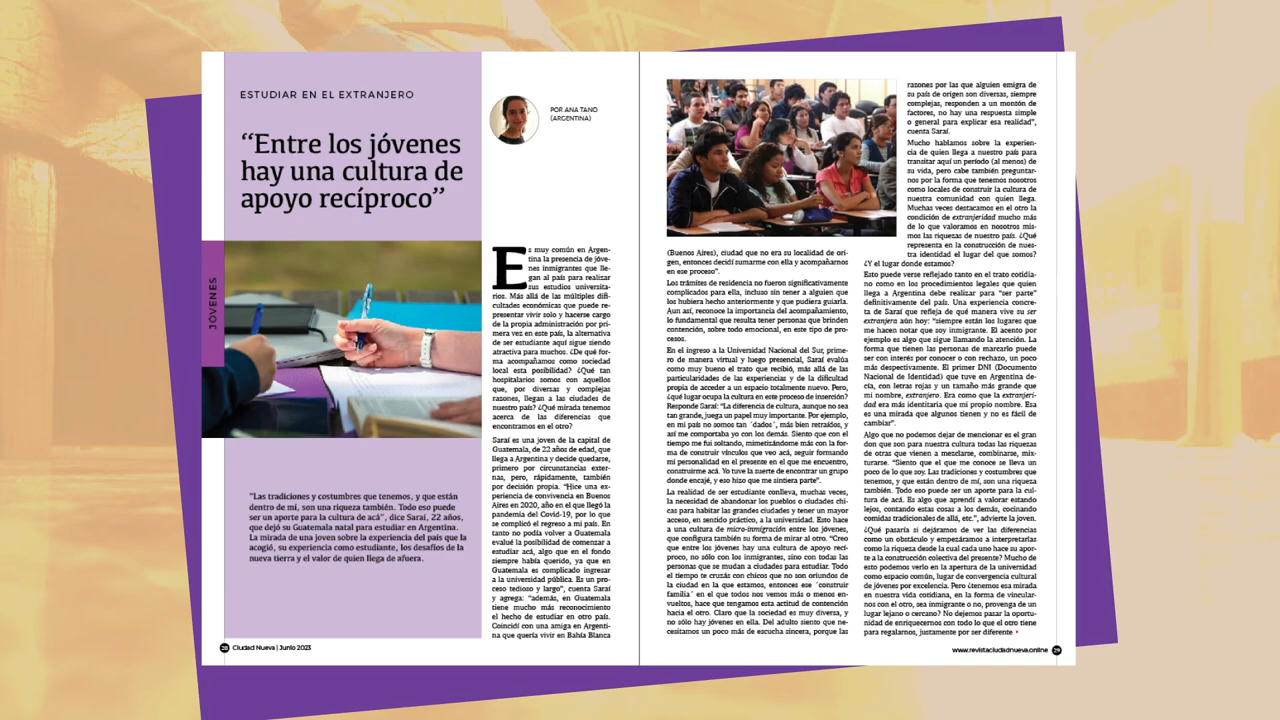 ESTUDIAR EN EL EXTRANJERO
“Entre los jóvenes
hay una cultura de
apoyo recíproco”
JÓVENES
"Las tradiciones y costumbres que tenemos, y que están
dentro de mí, son una riqueza también. Todo eso puede
ser un aporte para la cultura de acá", dice Saraí, 22 años,
que dejó su Guatemala natal para estudiar en Argentina.
La mirada de una joven sobre la experiencia del país que la
acogió, su experiencia como estudiante, los desafíos de la
nueva tierra y el valor de quien llega de afuera.
28 Ciudad Nueva | Junio 2023
POR ANA TANO
(ARGENTINA)
Es muy común en Argen-
tina la presencia de jóve-
nes inmigrantes que lle-
gan al país para realizar
sus estudios universita-
rios. Más allá de las múltiples difi-
cultades económicas que puede re-
presentar vivir solo y hacerse cargo
de la propia administración por pri-
mera vez en este país, la alternativa
de ser estudiante aquí sigue siendo
atractiva para muchos. ¿De qué for-
ma acompañamos como sociedad
local esta posibilidad? ¿Qué tan
hospitalarios somos con aquellos
que, por diversas y complejas
razones, llegan a las ciudades de
nuestro país? ¿Qué mirada tenemos
acerca de las diferencias que
encontramos en el otro?
Saraí es una joven de la capital de
Guatemala, de 22 años de edad, que
llega a Argentina y decide quedarse,
primero por circunstancias exter-
nas, pero, rápidamente, también
por decisión propia. "Hice una ex-
periencia de convivencia en Buenos
Aires en 2020, año en el que llegó la
pandemia del Covid-19, por lo que
se complicó el regreso a mi país. En
tanto no podía volver a Guatemala
evalué la posibilidad de comenzar a
estudiar acá, algo que en el fondo
siempre había querido, ya que en
Guatemala es complicado ingresar
a la universidad pública. Es un pro-
ceso tedioso y largo", cuenta Saraí
y agrega: "además, en Guatemala
tiene mucho más reconocimiento
el hecho de estudiar en otro país.
Coincidí con una amiga en Argenti-
na que quería vivir en Bahía Blanca
(Buenos Aires), ciudad que no era su localidad de ori-
gen, entonces decidí sumarme con ella y acompañarnos
en ese proceso".
Los trámites de residencia no fueron significativamente
complicados para ella, incluso sin tener a alguien que
los hubiera hecho anteriormente y que pudiera guiarla.
Aun así, reconoce la importancia del acompañamiento,
lo fundamental que resulta tener personas que brinden
contención, sobre todo emocional, en este tipo de pro-
cesos.
En el ingreso a la Universidad Nacional del Sur, prime-
ro de manera virtual y luego presencial, Saraí evalúa
como muy bueno el trato que recibió, más allá de las
particularidades de las experiencias y de la dificultad
propia de acceder a un espacio totalmente nuevo. Pero,
¿qué lugar ocupa la cultura en este proceso de inserción?
Responde Saraí: "La diferencia de cultura, aunque no sea
tan grande, juega un papel muy importante. Por ejemplo,
en mi país no somos tan ´dados´, más bien retraídos, y
así me comportaba yo con los demás. Siento que con el
tiempo me fui soltando, mimetizándome más con la for-
ma de construir vínculos que veo acá, seguir formando
mi personalidad en el presente en el que me encuentro,
construirme acá. Yo tuve la suerte de encontrar un grupo
donde encajé, y eso hizo que me sintiera parte".
La realidad de ser estudiante conlleva, muchas veces,
la necesidad de abandonar los pueblos o ciudades chi-
cas para habitar las grandes ciudades y tener un mayor
acceso, en sentido práctico, a la universidad. Esto hace
a una cultura de micro-inmigración entre los jóvenes,
que configura también su forma de mirar al otro. "Creo
que entre los jóvenes hay una cultura de apoyo recí-
proco, no sólo con los inmigrantes, sino con todas las
personas que se mudan a ciudades para estudiar. Todo
el tiempo te cruzás con chicos que no son oriundos de
la ciudad en la que estamos, entonces ese ´construir
familia´ en el que todos nos vemos más o menos en-
vueltos, hace que tengamos esta actitud de contención
hacia el otro. Claro que la sociedad es muy diversa, y
no sólo hay jóvenes en ella. Del adulto siento que ne-
cesitamos un poco más de escucha sincera, porque las
razones por las que alguien emigra de
su país de origen son diversas, siempre
complejas, responden a un montón de
factores, no hay una respuesta simple
o general para explicar esa realidad",
cuenta Saraí.
Mucho hablamos sobre la experien-
cia de quien llega a nuestro país para
transitar aquí un período (al menos) de
su vida, pero cabe también preguntar-
nos por la forma que tenemos nosotros
como locales de construir la cultura de
nuestra comunidad con quien llega.
Muchas veces destacamos en el otro la
condición de extranjeridad mucho más
de lo que valoramos en nosotros mis-
mos las riquezas de nuestro país. ¿Qué
representa en la construcción de nues-
tra identidad el lugar del que somos?
¿Y el lugar donde estamos?
Esto puede verse reflejado tanto en el trato cotidia-
no como en los procedimientos legales que quien
llega a Argentina debe realizar para "ser parte"
definitivamente del país. Una experiencia concre-
ta de Saraí que refleja de qué manera vive su ser
extranjera aún hoy: "siempre están los lugares que
me hacen notar que soy inmigrante. El acento por
ejemplo es algo que sigue llamando la atención. La
forma que tienen las personas de marcarlo puede
ser con interés por conocer o con rechazo, un poco
más despectivamente. El primer DNI (Documento
Nacional de Identidad) que tuve en Argentina de-
cía, con letras rojas y un tamaño más grande que
mi nombre, extranjero. Era como que la extranjeri-
dad era más identitaria que mi propio nombre. Esa
es una mirada que algunos tienen y no es fácil de
cambiar".
Algo que no podemos dejar de mencionar es el gran
don que son para nuestra cultura todas las riquezas
de otras que vienen a mezclarse, combinarse, mix-
turarse. "Siento que el que me conoce se lleva un
poco de lo que soy. Las tradiciones y costumbres que
tenemos, y que están dentro de mí, son una riqueza
también. Todo eso puede ser un aporte para la cul-
tura de acá. Es algo que aprendí a valorar estando
lejos, contando estas cosas a los demás, cocinando
comidas tradicionales de allá, etc.", advierte la joven.
¿Qué pasaría si dejáramos de ver las diferencias
como un obstáculo y empezáramos a interpretarlas
como la riqueza desde la cual cada uno hace su apor-
te a la construcción colectiva del presente? Mucho de
esto podemos verlo en la apertura de la universidad
como espacio común, lugar de convergencia cultural
de jóvenes por excelencia. Pero ¿tenemos esa mirada
en nuestra vida cotidiana, en la forma de vincular-
nos con el otro, sea inmigrante o no, provenga de un
lugar lejano o cercano? No dejemos pasar la oportu-
nidad de enriquecernos con todo lo que el otro tiene
para regalarnos, justamente por ser diferente •
www.revistaciudadnueva.online 29